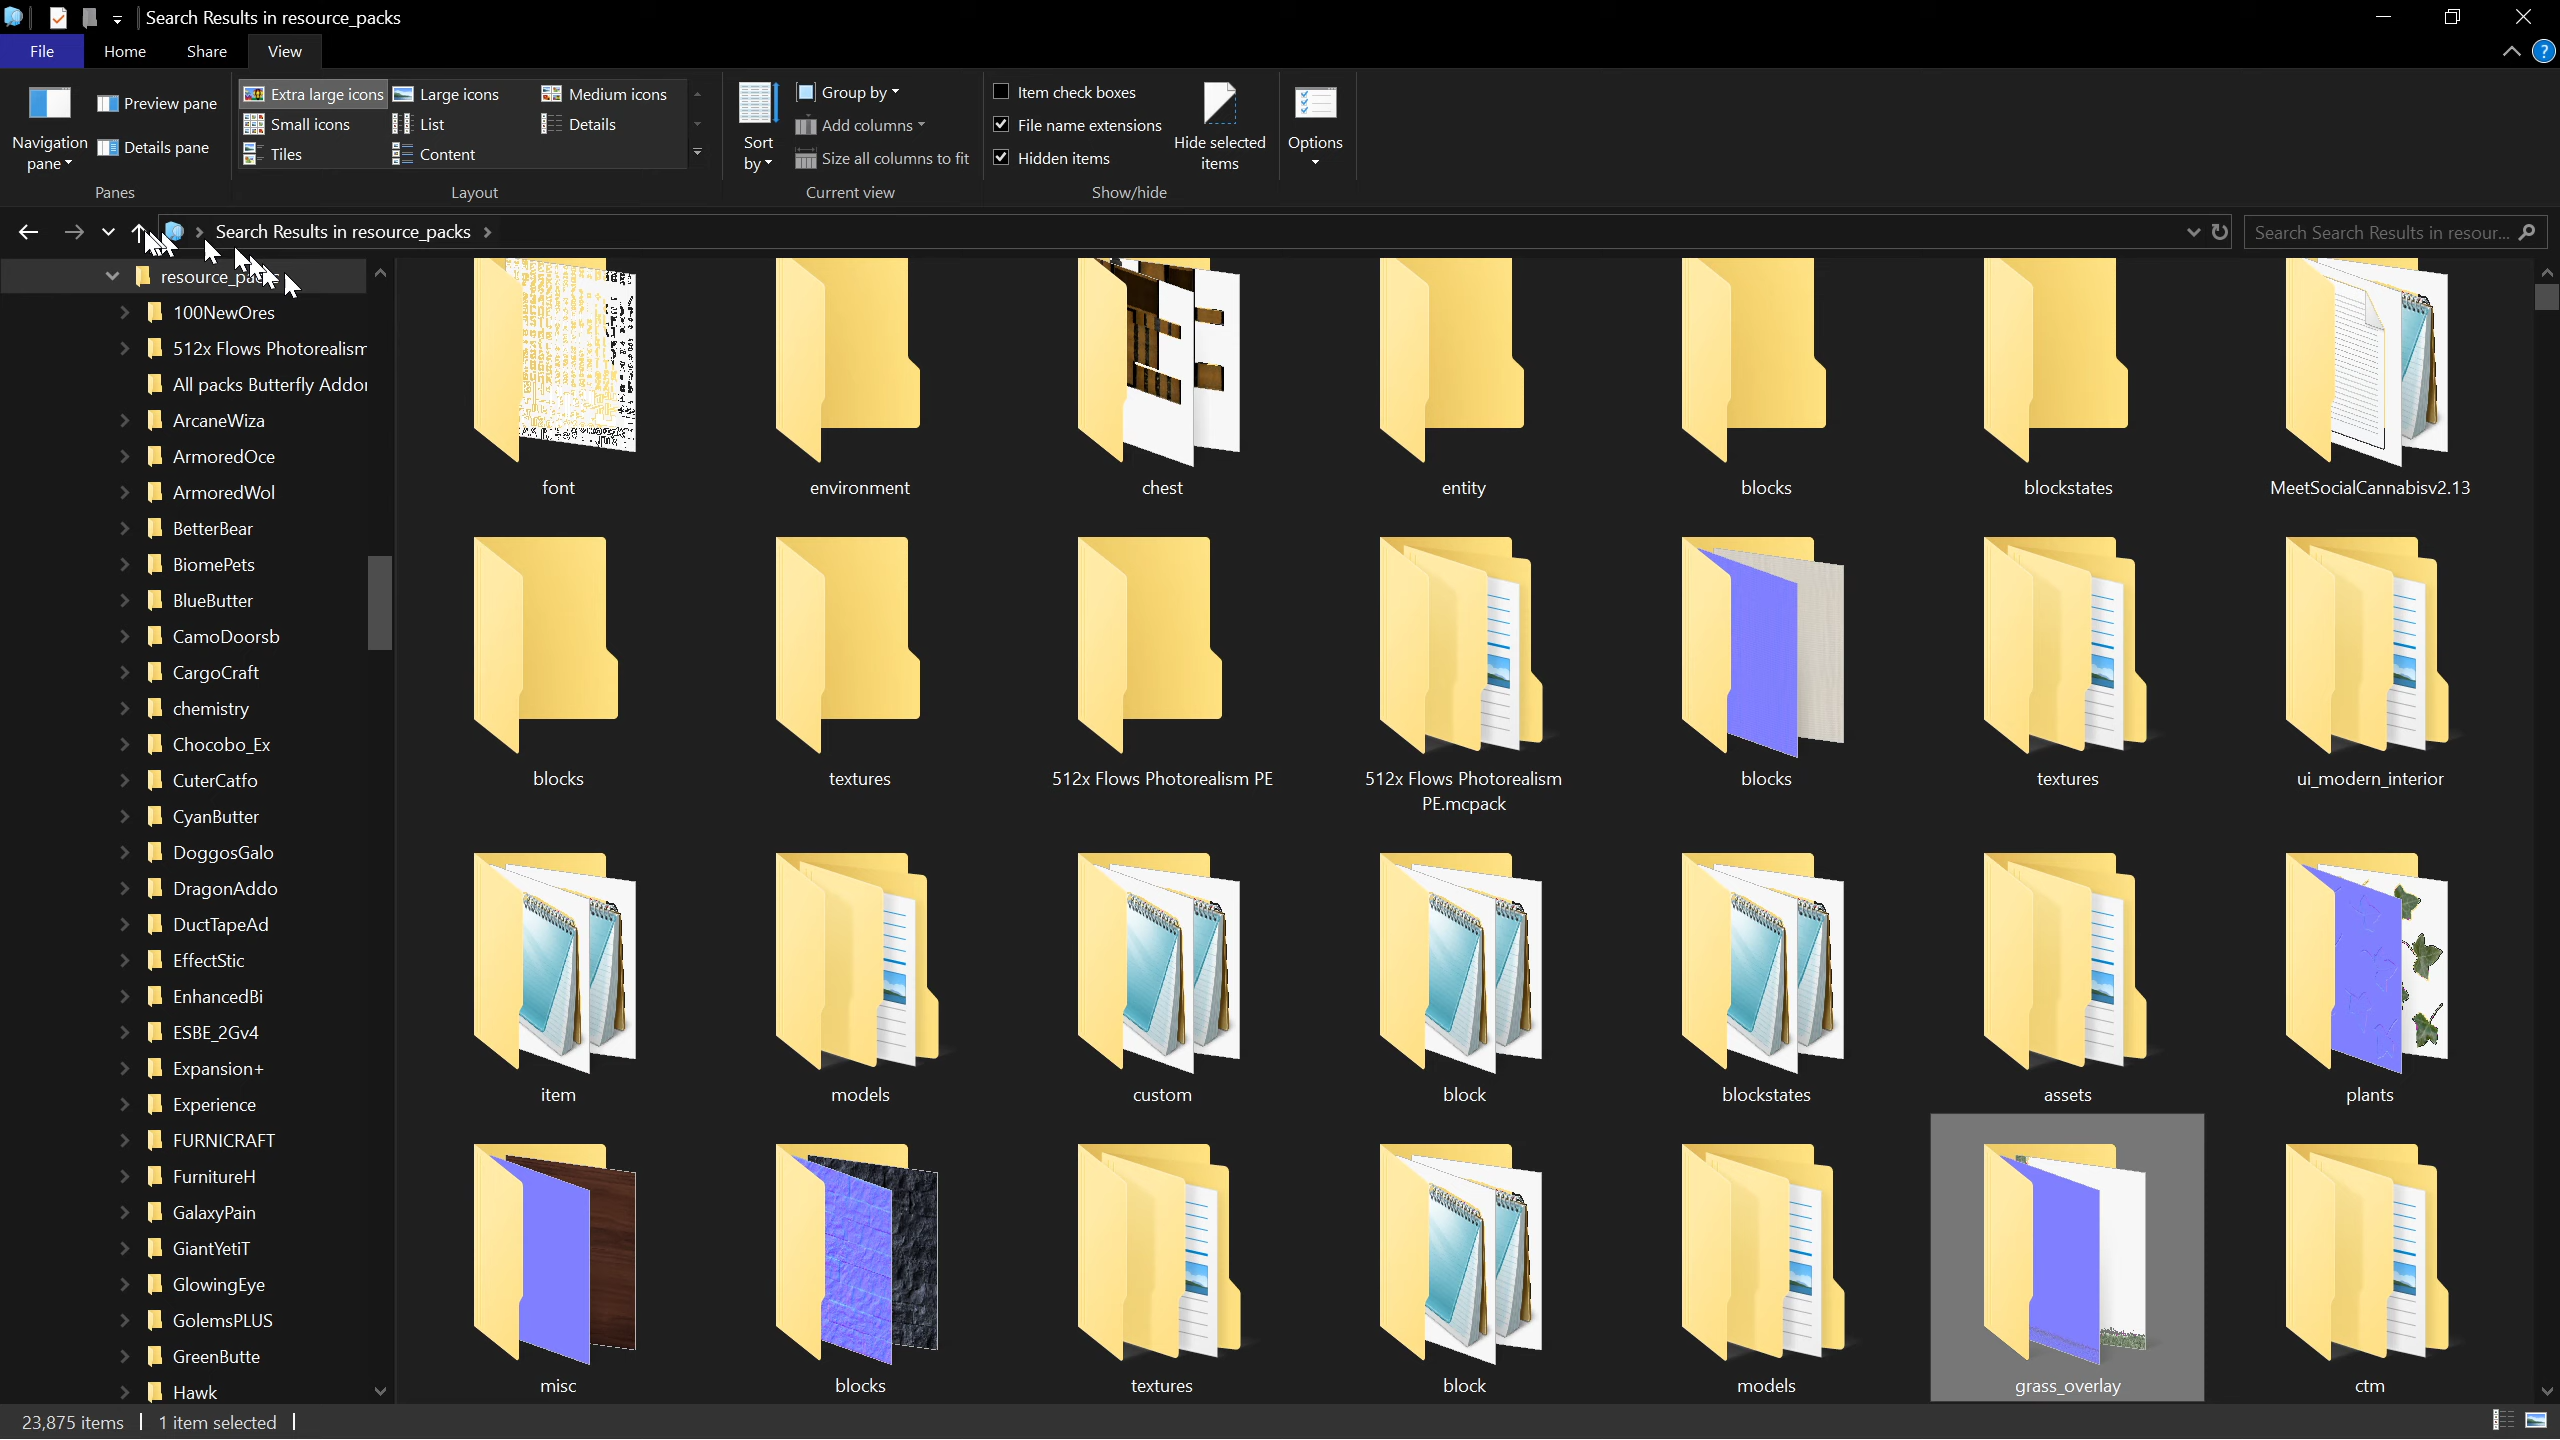 Search Results in resource_packs
File
Home
Share
View
Navigation pane
Preview pane
Details pane
Panes
Extra large icons
Large icons
Medium icons
Small icons
List
Details
Tiles
Content
Layout
Sort by
Group by
Add columns
Size all columns to fit
Current view
Item check boxes
File name extensions
Hidden items
Hide selected items
Show/hide
Options
Search Results in resource_packs
Search Search Results in resour...
resource_packs
100NewOres
512x Flows Photorealism
All packs Butterfly Addon
ArcaneWiza
ArmoredOce
ArmoredWol
BetterBear
BiomePets
BlueButter
CamoDoorsb
CargoCraft
chemistry
Chocobo_Ex
CuterCatfo
CyanButter
DoggosGalo
DragonAddo
DuctTapeAd
EffectStic
EnhancedBi
ESBE_2Gv4
Expansion+
Experience
FURNICRAFT
FurnitureH
GalaxyPain
GiantYetiT
GlowingEye
GolemsPLUS
GreenButte
Hawk
font
environment
chest
entity
blocks
blockstates
MeetSocialCannabisv2.13
blocks
textures
512x Flows Photorealism PE
512x Flows Photorealism
PE.mcpack
blocks
textures
ui_modern_interior
item
models
custom
block
blockstates
assets
plants
misc
blocks
textures
block
models
grass_overlay
ctm
23,875 items
1 item selected